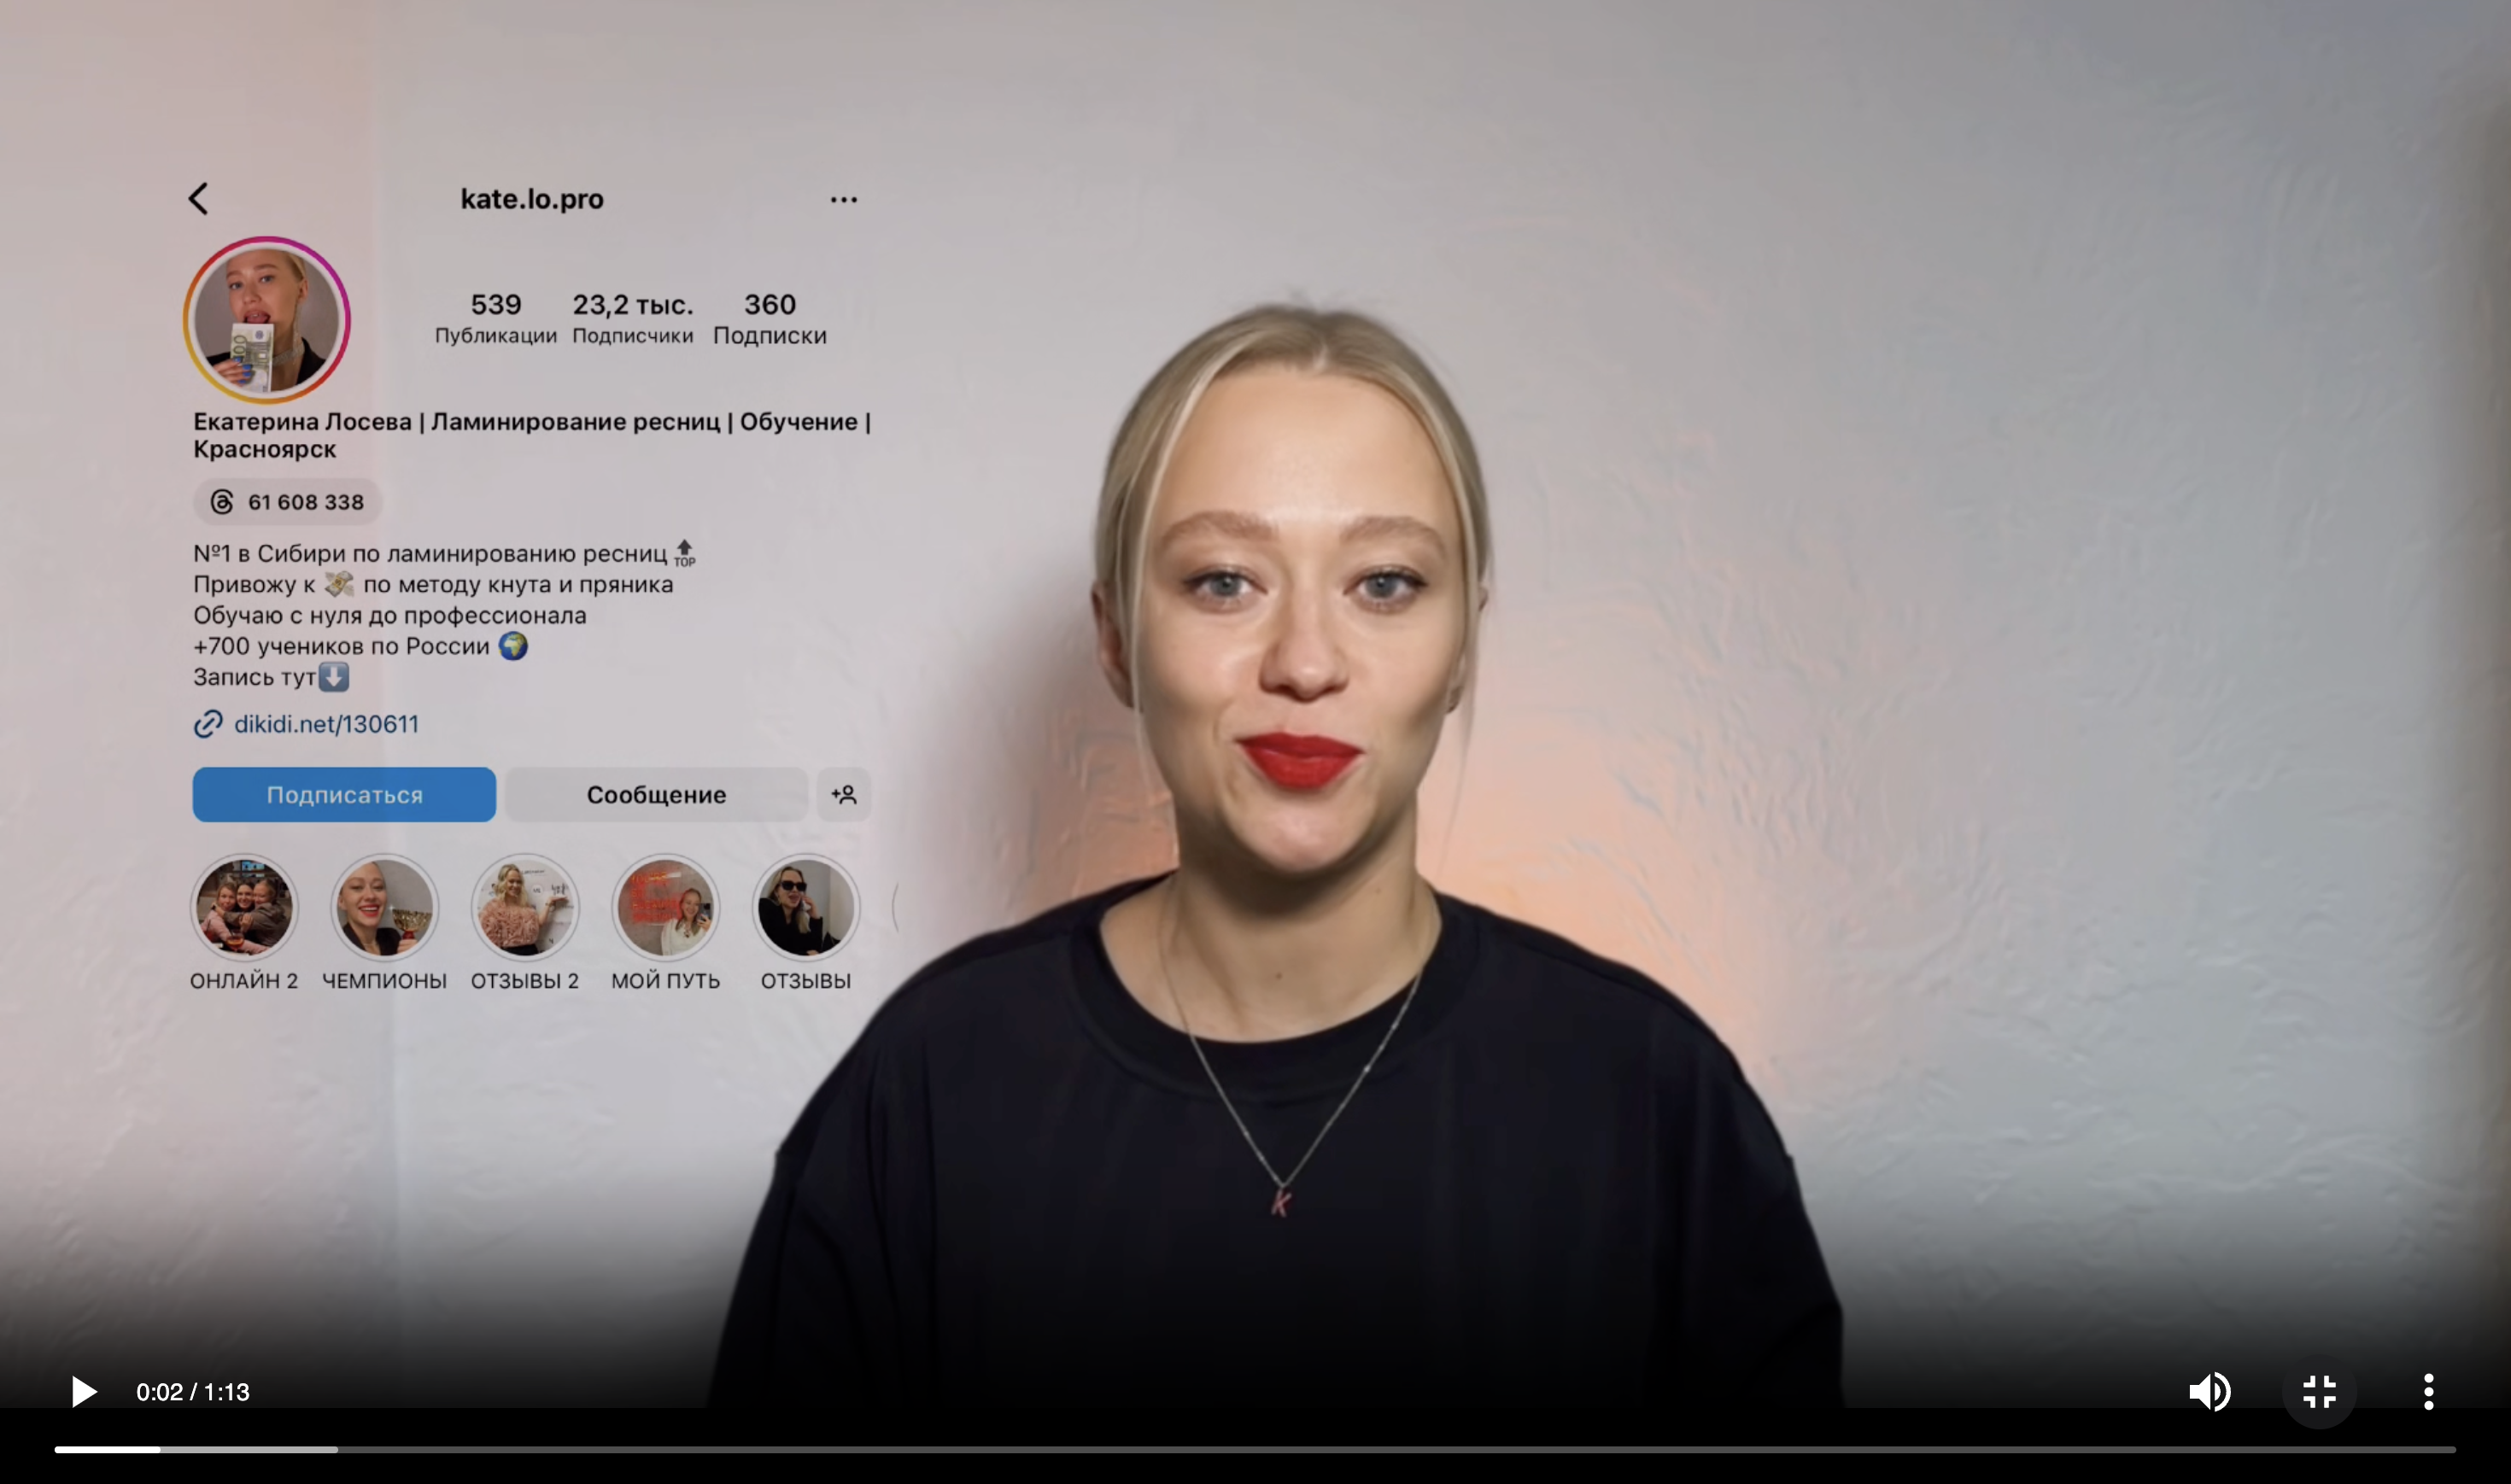 kate.lo.pro
539 23,2 тыс. 360
Публикации Подписчики Подписки
Екатерина Лосева | Ламинирование ресниц | Обучение |
Красноярск
61 608 338
№1 в Сибири по ламинированию ресниц 🔝
Привожу к 💸 по методу кнута и пряника
Обучаю с нуля до профессионала
+700 учеников по России 🌍
Запись тут⬇️
dikidi.net/130611
Подписаться Сообщение
ОНЛАЙН 2 ЧЕМПИОНЫ ОТЗЫВЫ 2 МОЙ ПУТЬ ОТЗЫВЫ
K
0:02 / 1:13